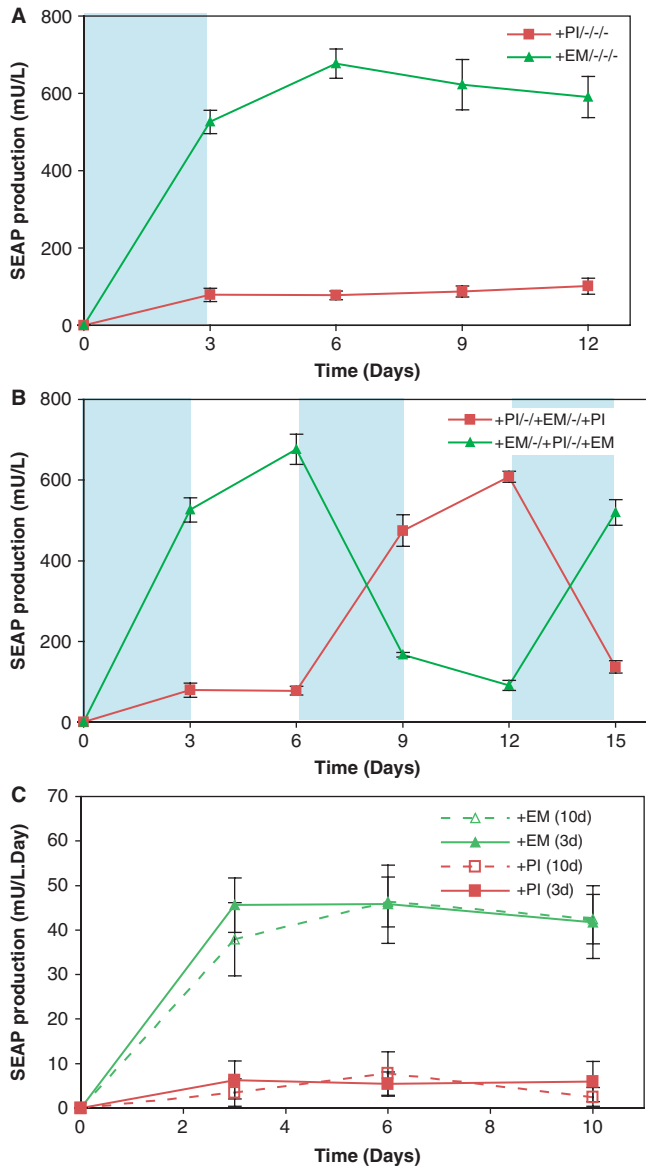 A
SEAP production (mU/L)
800
600
400
200
0
+PI/-/-/-
+EM/-/-/-
0 3 6 9 12
Time (Days)
B
SEAP production (mU/L)
800
600
400
200
0
+PI/-/+EM/-/+PI
+EM/-/+PI/-/+EM
0 3 6 9 12 15
Time (Days)
C
SEAP production (mU/L.Day)
70
60
50
40
30
20
10
0
+EM (10d)
+EM (3d)
+PI (10d)
+PI (3d)
0 2 4 6 8 10
Time (Days)